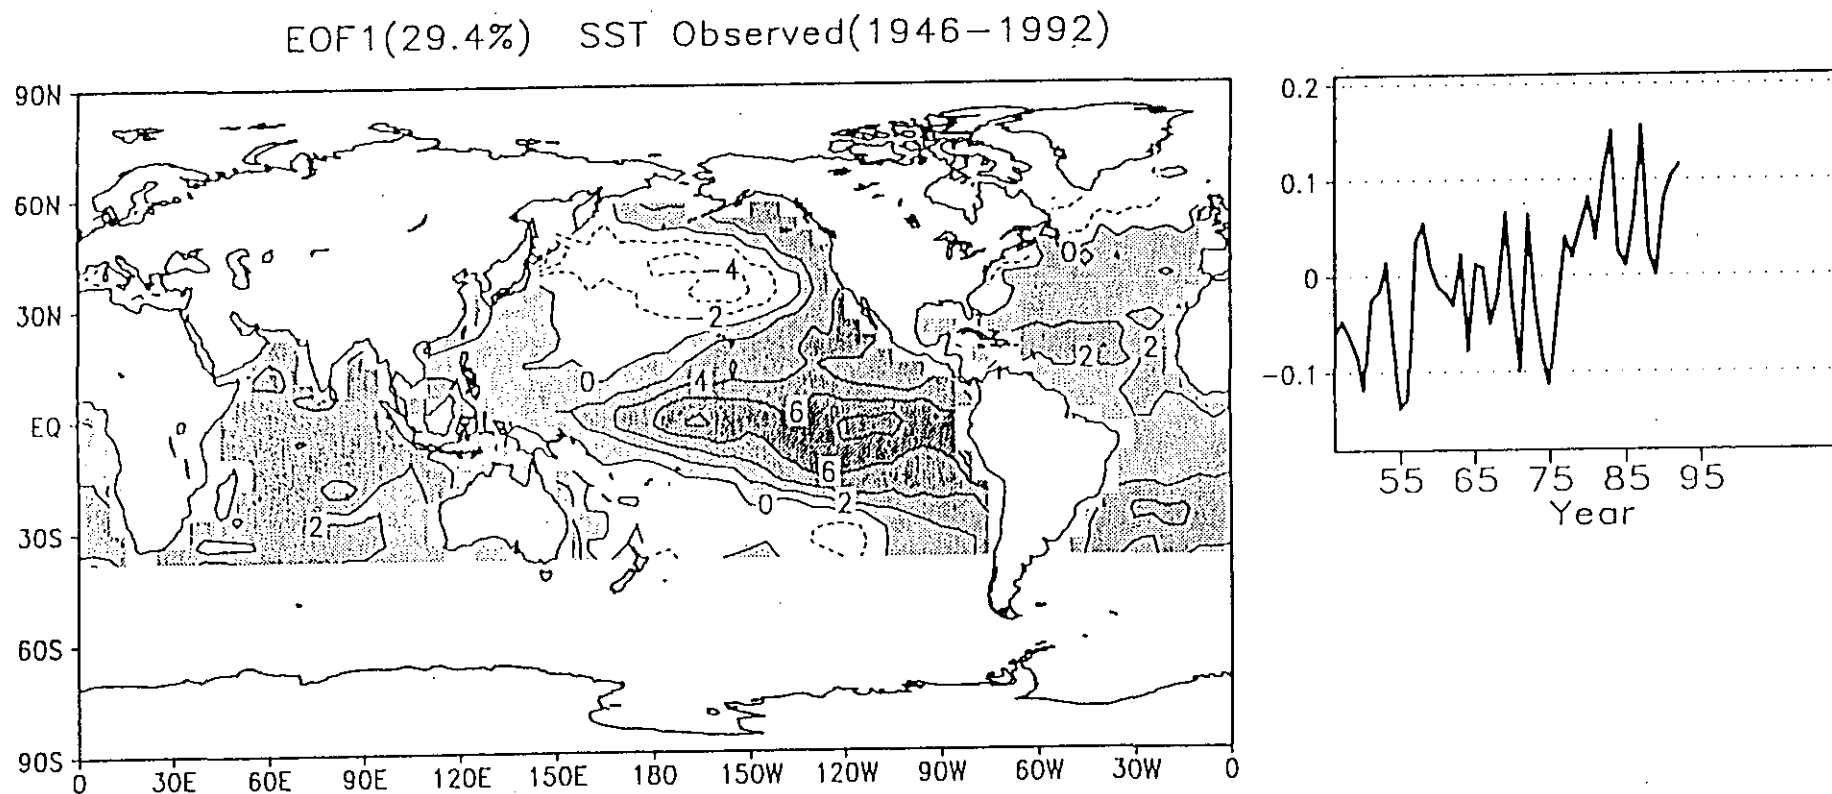 EOF1(29.4%) SST Observed(1946-1992)
90N
60N
30N
EQ
30S
60S
90S
0 30E 60E 90E 120E 150E 180 150W 120W 90W 60W 30W 0
-4
-2
0
4
6
6
0
2
2
0
2
2
0.2
0.1
0
-0.1
55 65 75 85 95
Year